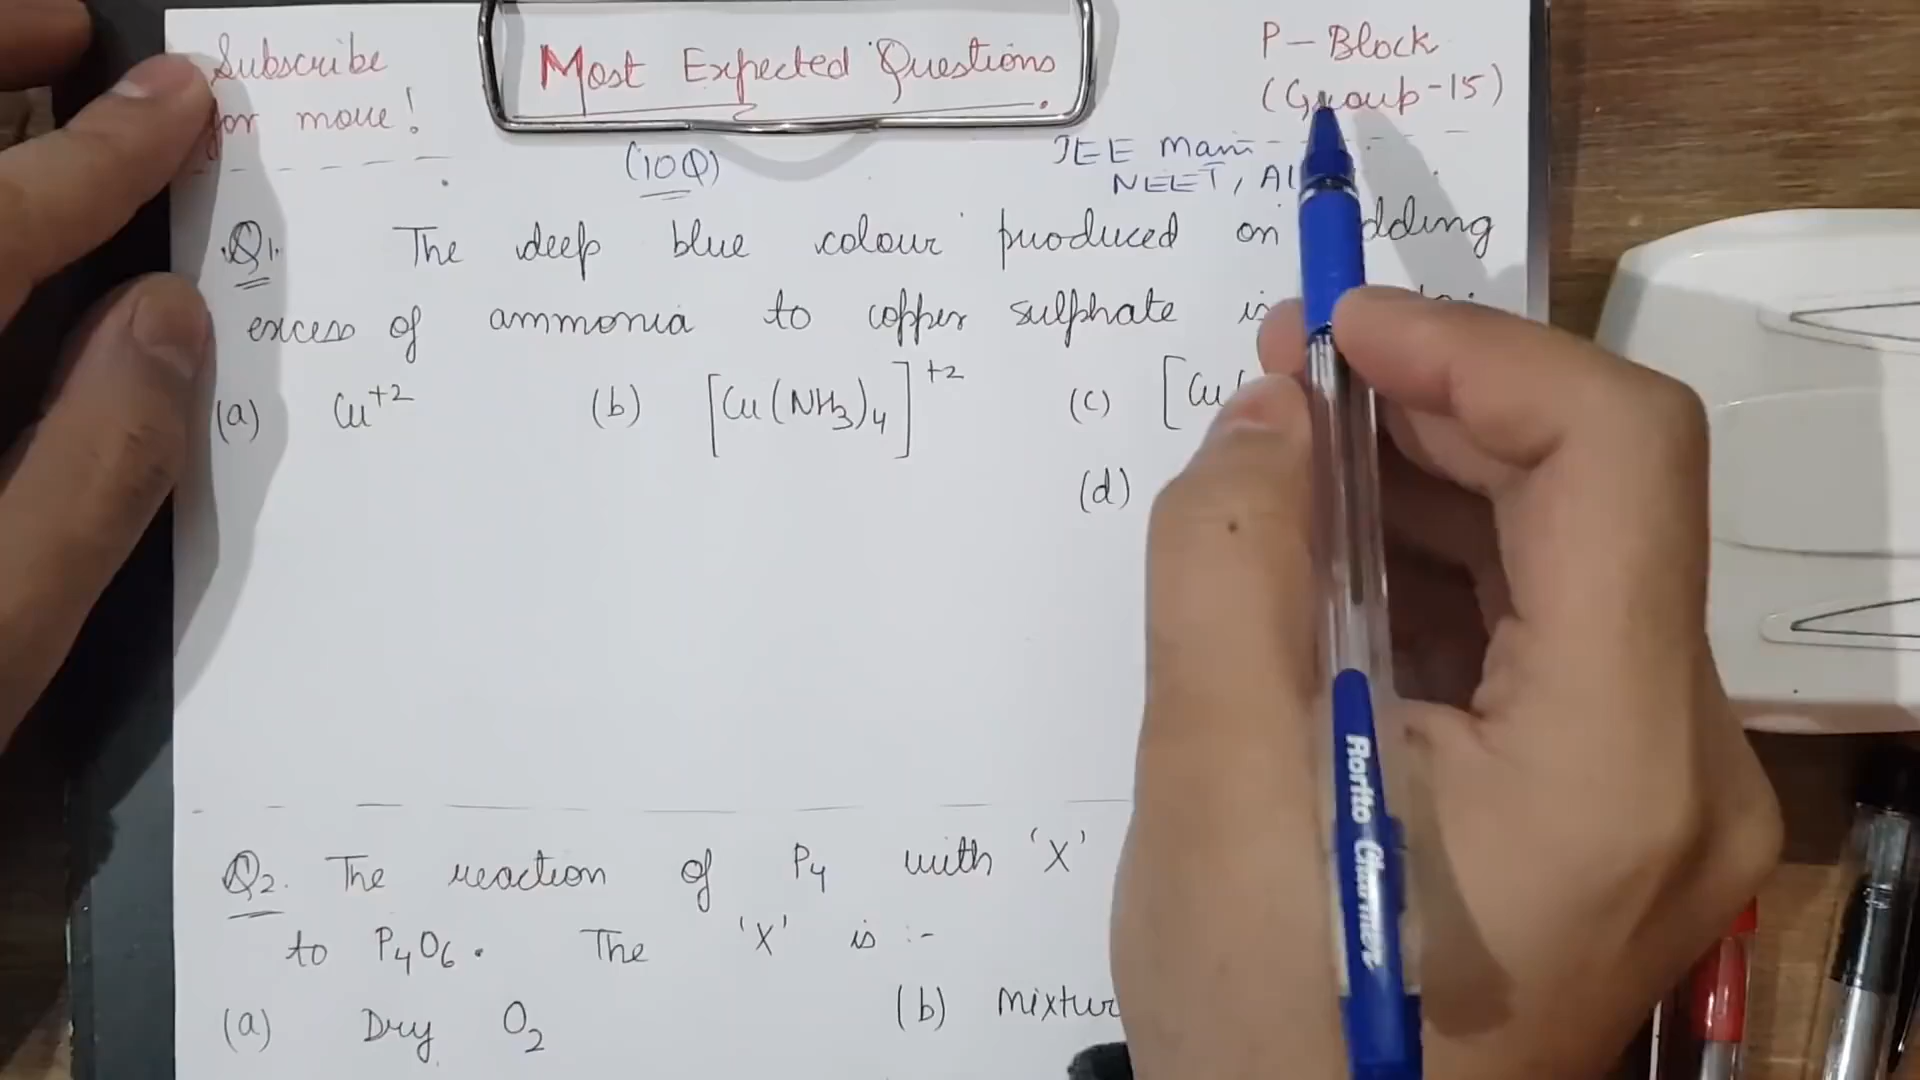 Subscribe
for more!
Most Expected Questions
P-Block
(Group-15)
(10Q)
JEE Main
NEET,
Q1. The deep blue colour produced on adding
excess of ammonia to copper sulphate is
(a) Cu+2 (b) [Cu(NH3)4]+2 (c) [Cu(
(d)
Q2. The reaction of P4 with 'X'
to P4O6. The 'X' is :-
(a) Dry O2 (b)
Rorito Charmer